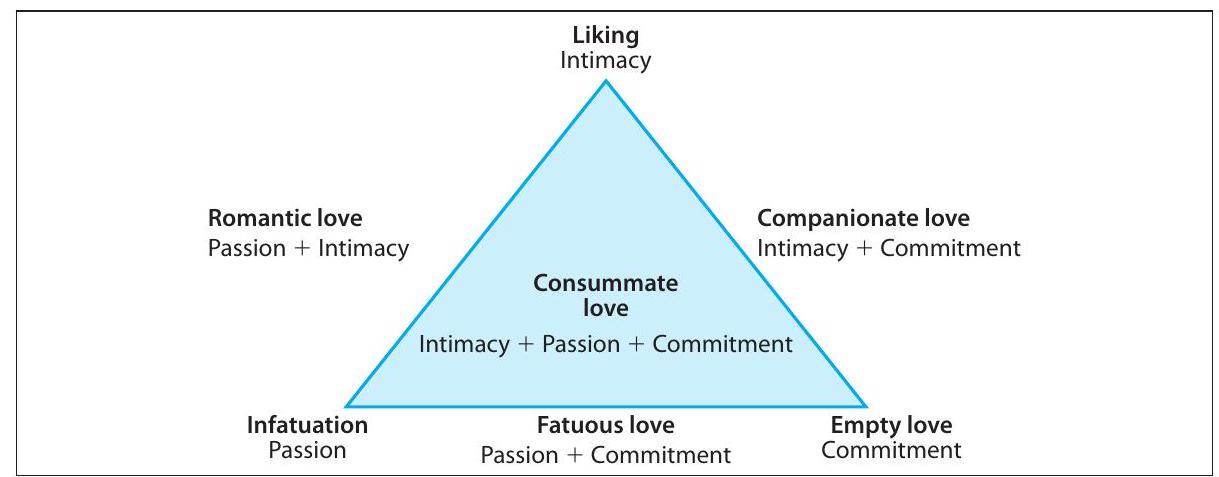 Liking
Intimacy
Romantic love
Passion + Intimacy
Companionate love
Intimacy + Commitment
Consummate
love
Intimacy + Passion + Commitment
Infatuation
Passion
Fatuous love
Passion + Commitment
Empty love
Commitment